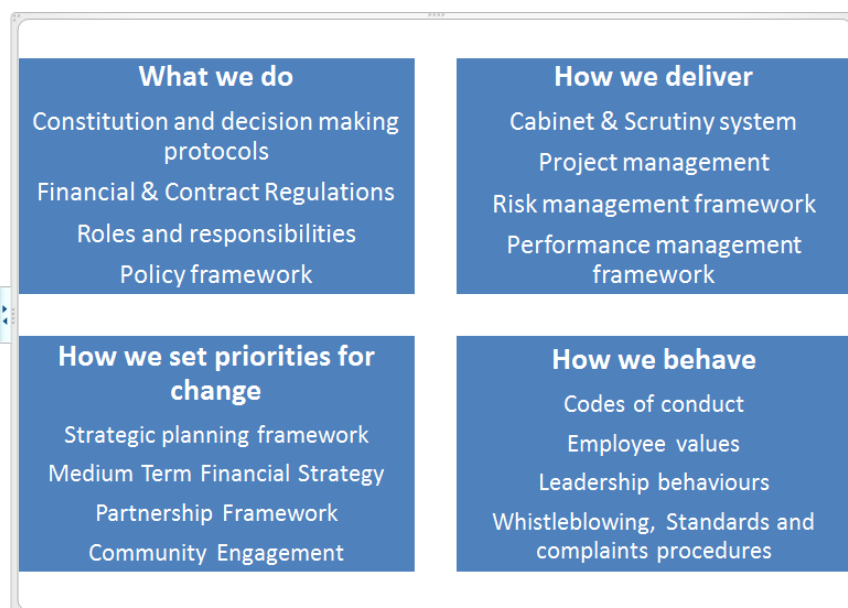 What we do
Constitution and decision making
protocols
Financial & Contract Regulations
Roles and responsibilities
Policy framework
How we deliver
Cabinet & Scrutiny system
Project management
Risk management framework
Performance management
framework
How we set priorities for
change
Strategic planning framework
Medium Term Financial Strategy
Partnership Framework
Community Engagement
How we behave
Codes of conduct
Employee values
Leadership behaviours
Whistleblowing, Standards and
complaints procedures